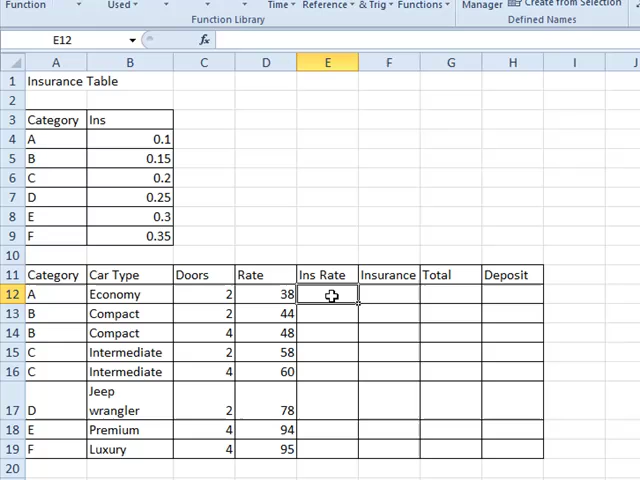 Function Used Time Reference & Trig Functions Manager Create from Selection
Function Library Defined Names
E12 fx
A B C D E F G H I J
1 Insurance Table
2
3 Category Ins
4 A 0.1
5 B 0.15
6 C 0.2
7 D 0.25
8 E 0.3
9 F 0.35
10
11 Category Car Type Doors Rate Ins Rate Insurance Total Deposit
12 A Economy 2 38
13 B Compact 2 44
14 B Compact 4 48
15 C Intermediate 2 58
16 C Intermediate 4 60
Jeep
17 D wrangler 2 78
18 E Premium 4 94
19 F Luxury 4 95
20